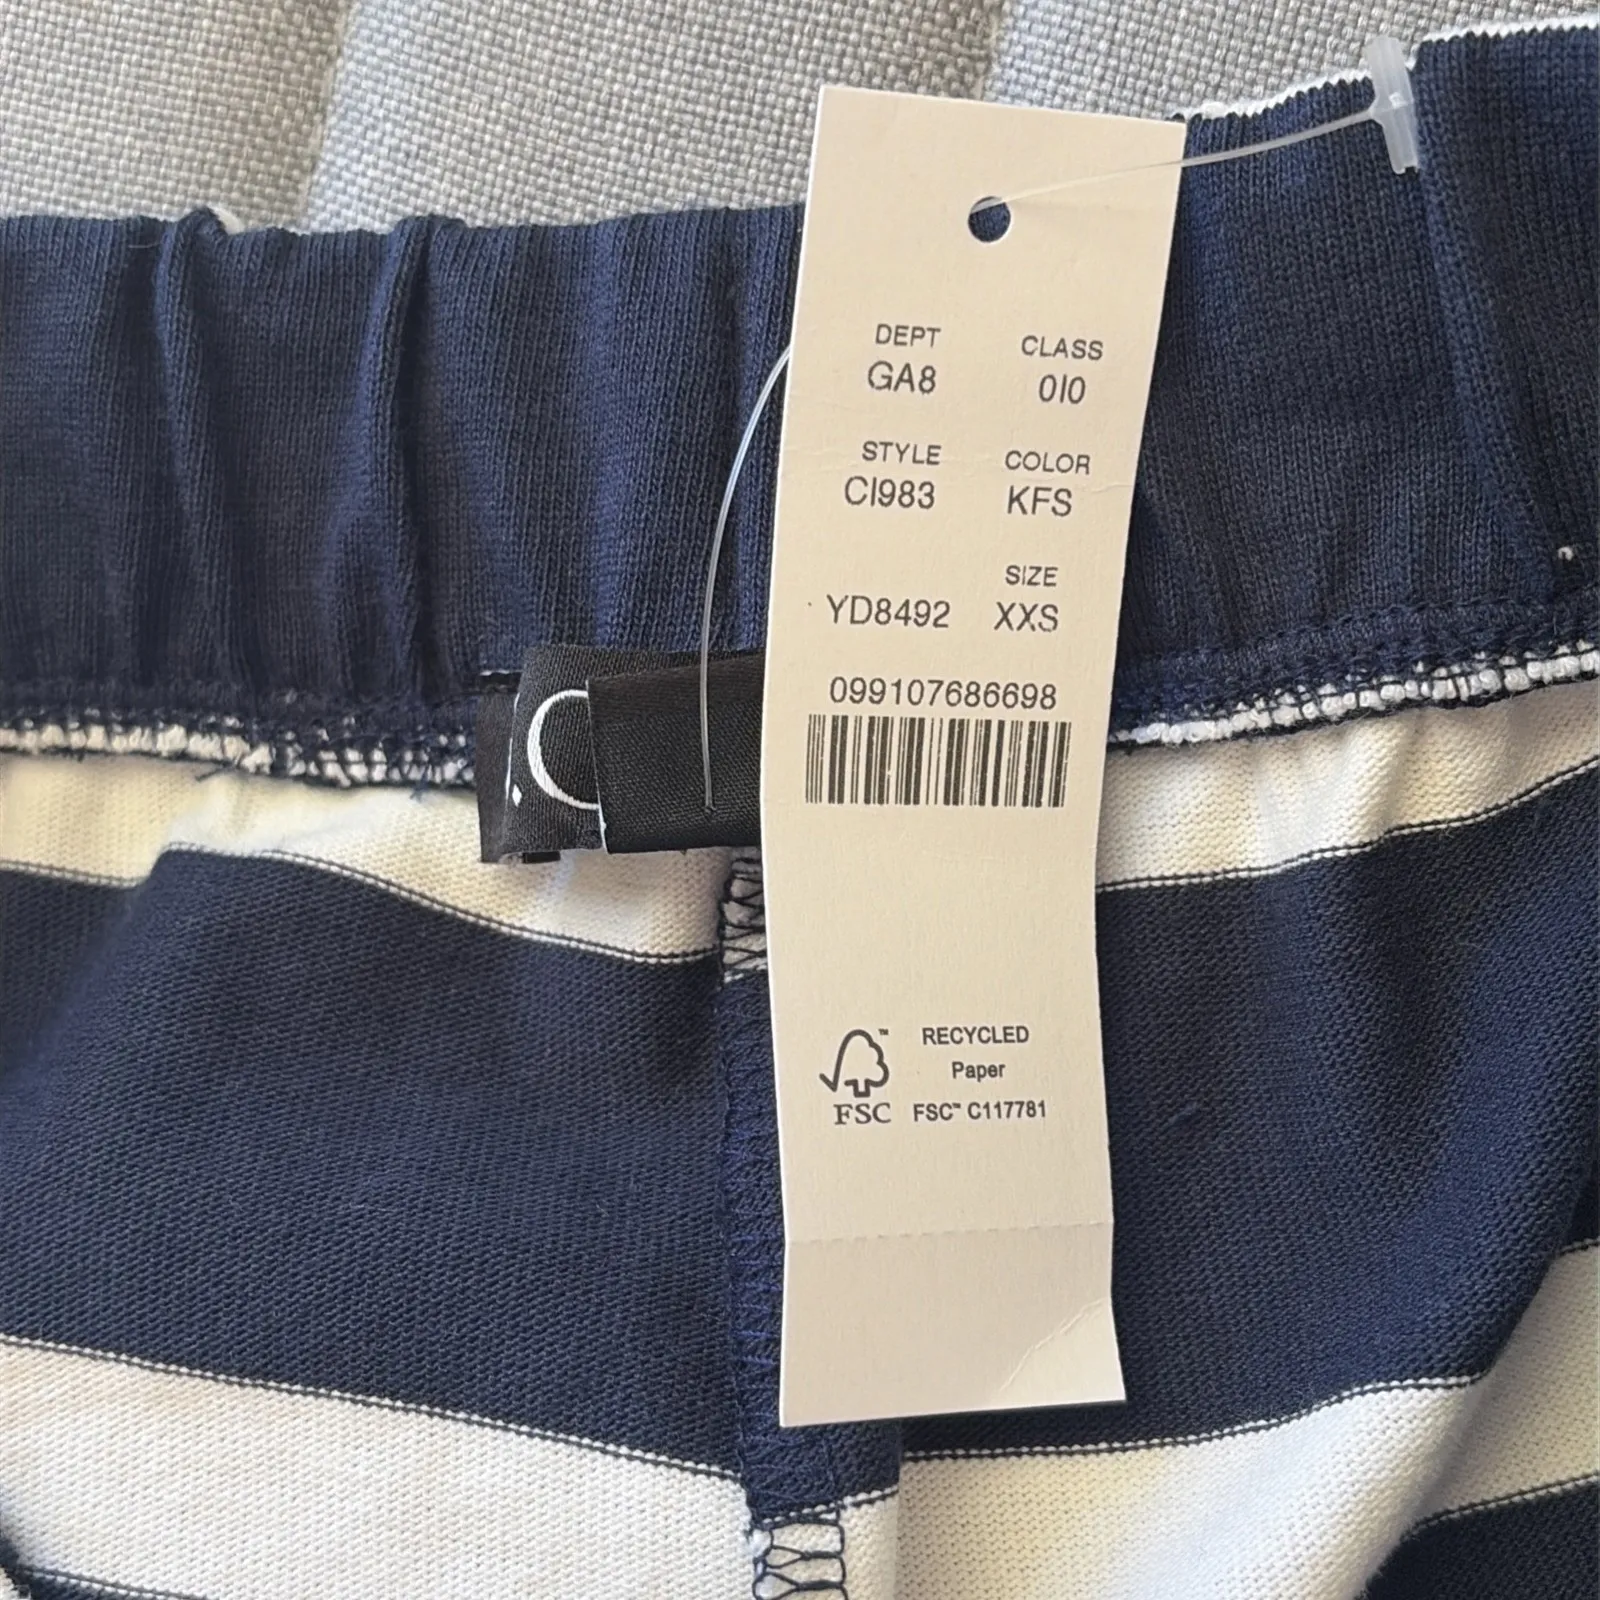 DEPT CLASS
GA8 010
STYLE COLOR
CI983 KFS
SIZE
YD8492 XXS
099107686698
RECYCLED
Paper
FSC FSC™ C117781